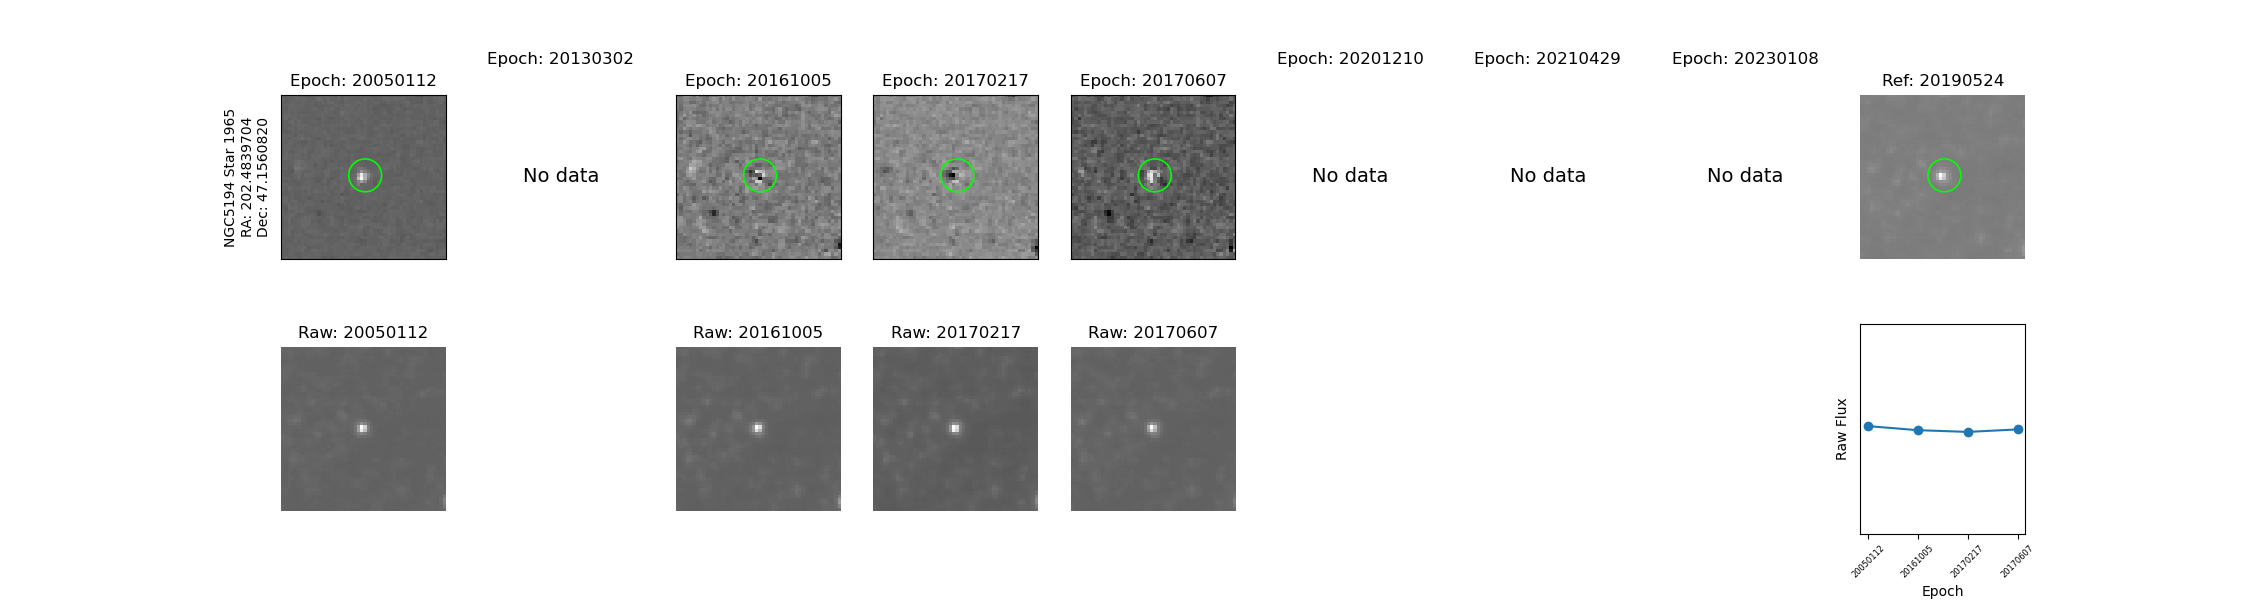 NGC5194 Star 1965
RA: 202.4839704
Dec: 47.1560820
Epoch: 20050112
Epoch: 20130302
No data
Epoch: 20161005
Epoch: 20170217
Epoch: 20170607
Epoch: 20201210
No data
Epoch: 20210429
No data
Epoch: 20230108
No data
Ref: 20190524
Raw: 20050112
Raw: 20161005
Raw: 20170217
Raw: 20170607
Raw Flux
20050112
20161005
20170217
20170607
Epoch